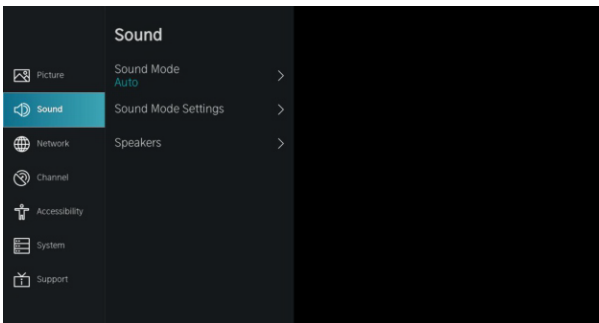 Sound
Picture
Sound
Network
Channel
Accessibility
System
Support
Sound Mode
Auto
Sound Mode Settings
Speakers